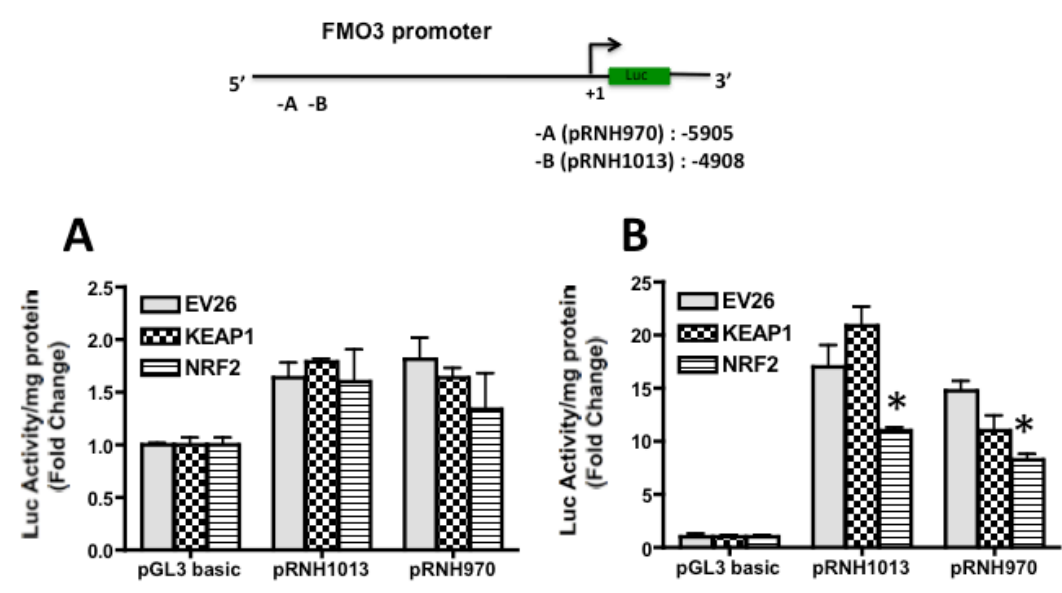 FMO3 promoter
5’
Luc
3’
-A -B
+1
-A (pRNH970) : -5905
-B (pRNH1013) : -4908
A
Luc Activity/mg protein
(Fold Change)
2.5
2.0
1.5
1.0
0.5
0.0
EV26
KEAP1
NRF2
pGL3 basic
pRNH1013
pRNH970
B
Luc Activity/mg protein
(Fold Change)
25
20
15
10
5
0
EV26
KEAP1
NRF2
*
*
pGL3 basic
pRNH1013
pRNH970